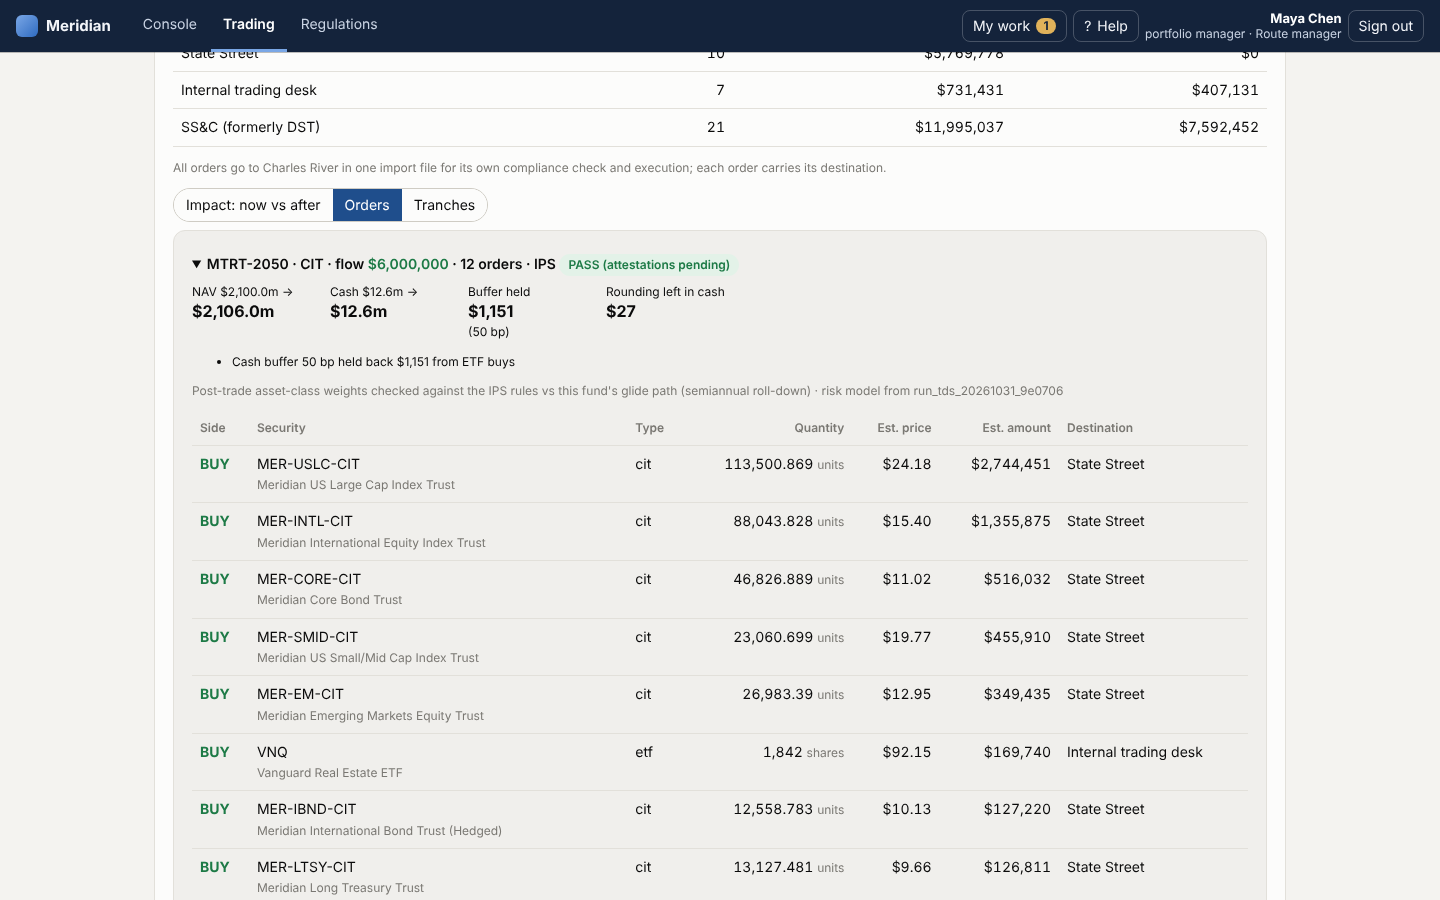 Meridian Console Trading Regulations My work 1 ? Help Maya Chen Sign out
portfolio manager · Route manager
State Street 10 $5,769,778 $0
Internal trading desk 7 $731,431 $407,131
SS&C (formerly DST) 21 $11,995,037 $7,592,452
All orders go to Charles River in one import file for its own compliance check and execution; each order carries its destination.
Impact: now vs after Orders Tranches
▼ MTRT-2050 · CIT · flow $6,000,000 · 12 orders · IPS PASS (attestations pending)
NAV $2,100.0m → Cash $12.6m → Buffer held Rounding left in cash
$2,106.0m $12.6m $1,151 $27
(50 bp)
• Cash buffer 50 bp held back $1,151 from ETF buys
Post-trade asset-class weights checked against the IPS rules vs this fund's glide path (semiannual roll-down) · risk model from run_tds_20261031_9e0706
Side Security Type Quantity Est. price Est. amount Destination
BUY MER-USLC-CIT cit 113,500.869 units $24.18 $2,744,451 State Street
Meridian US Large Cap Index Trust
BUY MER-INTL-CIT cit 88,043.828 units $15.40 $1,355,875 State Street
Meridian International Equity Index Trust
BUY MER-CORE-CIT cit 46,826.889 units $11.02 $516,032 State Street
Meridian Core Bond Trust
BUY MER-SMID-CIT cit 23,060.699 units $19.77 $455,910 State Street
Meridian US Small/Mid Cap Index Trust
BUY MER-EM-CIT cit 26,983.39 units $12.95 $349,435 State Street
Meridian Emerging Markets Equity Trust
BUY VNQ etf 1,842 shares $92.15 $169,740 Internal trading desk
Vanguard Real Estate ETF
BUY MER-IBND-CIT cit 12,558.783 units $10.13 $127,220 State Street
Meridian International Bond Trust (Hedged)
BUY MER-LTSY-CIT cit 13,127.481 units $9.66 $126,811 State Street
Meridian Long Treasury Trust